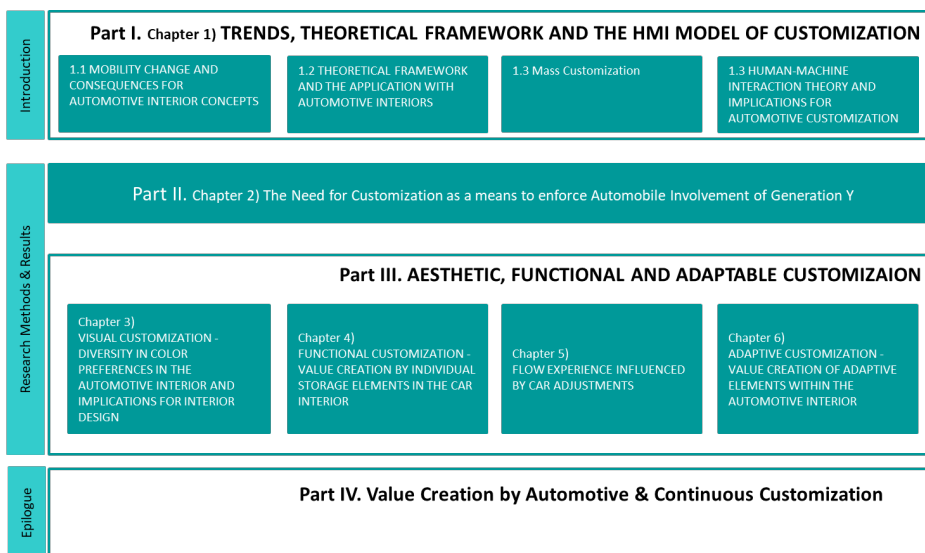 Introduction
Part I. Chapter 1) TRENDS, THEORETICAL FRAMEWORK AND THE HMI MODEL OF CUSTOMIZATION
1.1 MOBILITY CHANGE AND
CONSEQUENCES FOR
AUTOMOTIVE INTERIOR CONCEPTS
1.2 THEORETICAL FRAMEWORK
AND THE APPLICATION WITH
AUTOMOTIVE INTERIORS
1.3 Mass Customization
1.3 HUMAN-MACHINE
INTERACTION THEORY AND
IMPLICATIONS FOR
AUTOMOTIVE CUSTOMIZATION
Research Methods & Results
Part II. Chapter 2) The Need for Customization as a means to enforce Automobile Involvement of Generation Y
Part III. AESTHETIC, FUNCTIONAL AND ADAPTABLE CUSTOMIZAION
Chapter 3)
VISUAL CUSTOMIZATION -
DIVERSITY IN COLOR
PREFERENCES IN THE
AUTOMOTIVE INTERIOR AND
IMPLICATIONS FOR INTERIOR
DESIGN
Chapter 4)
FUNCTIONAL CUSTOMIZATION -
VALUE CREATION BY INDIVIDUAL
STORAGE ELEMENTS IN THE CAR
INTERIOR
Chapter 5)
FLOW EXPERIENCE INFLUENCED
BY CAR ADJUSTMENTS
Chapter 6)
ADAPTIVE CUSTOMIZATION -
VALUE CREATION OF ADAPTIVE
ELEMENTS WITHIN THE
AUTOMOTIVE INTERIOR
Epilogue
Part IV. Value Creation by Automotive & Continuous Customization